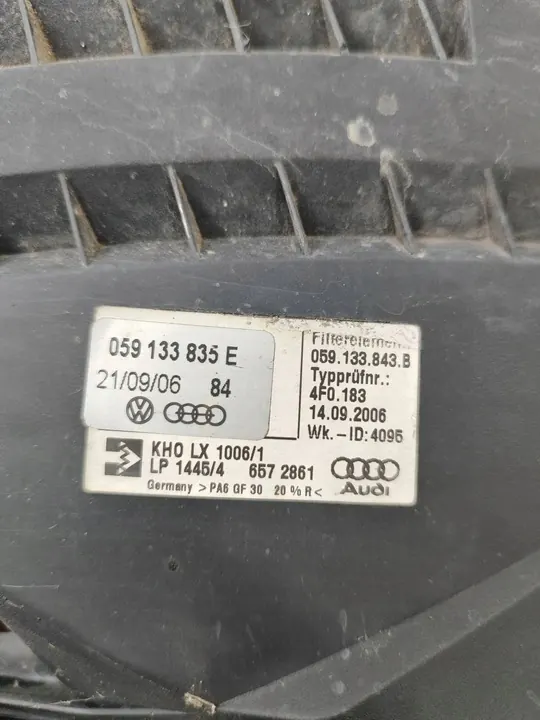 059 133 835 E
21/09/06 84
Filterelement
059.133.843.B
Typprüfnr.:
4F0.183
14.09.2006
Wk.-ID:4095
KHO LX 1006/1
LP 1445/4 657 2861
Audi
Germany >PA6 GF 30 20 %R<